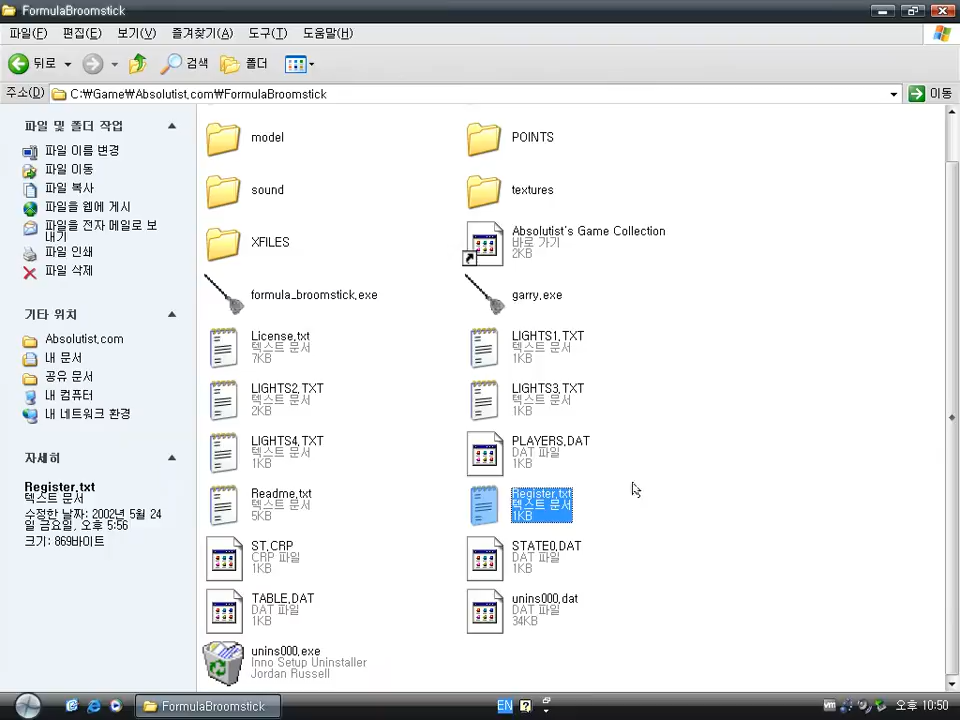 FormulaBroomstick
파일(F) 편집(E) 보기(V) 즐겨찾기(A) 도구(T) 도움말(H)
뒤로 검색 폴더
주소(D) C:₩Game₩Absolutist,com₩FormulaBroomstick 이동
파일 및 폴더 작업
파일 이름 변경
파일 이동
파일 복사
파일을 웹에 게시
파일을 전자 메일로 보
내기
파일 인쇄
파일 삭제
기타 위치
Absolutist,com
내 문서
공유 문서
내 컴퓨터
내 네트워크 환경
자세히
Register,txt
텍스트 문서
수정한 날짜: 2002년 5월 24
일 금요일, 오후 5:56
크기: 869바이트
model
POINTS
sound
textures
XFILES
Absolutist's Game Collection
바로 가기
2KB
formula_broomstick,exe
garry,exe
License,txt
텍스트 문서
7KB
LIGHTS1,TXT
텍스트 문서
1KB
LIGHTS2,TXT
텍스트 문서
2KB
LIGHTS3,TXT
텍스트 문서
1KB
LIGHTS4,TXT
텍스트 문서
1KB
PLAYERS,DAT
DAT 파일
1KB
Readme,txt
텍스트 문서
5KB
Register,txt
텍스트 문서
1KB
ST,CRP
CRP 파일
1KB
STATE0,DAT
DAT 파일
1KB
TABLE,DAT
DAT 파일
1KB
unins000,dat
DAT 파일
34KB
unins000,exe
Inno Setup Uninstaller
Jordan Russell
FormulaBroomstick
EN
오후 10:50